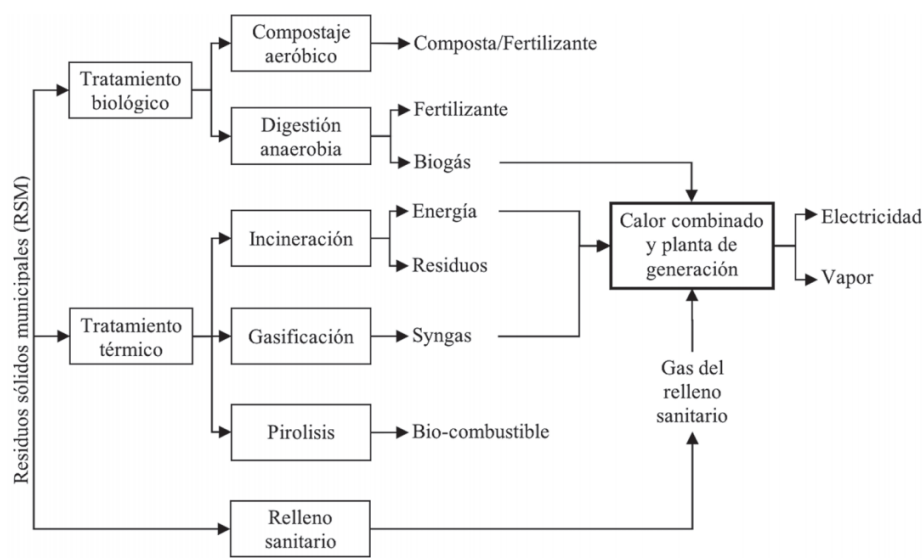 Residuos sólidos municipales (RSM)
Tratamiento
biológico
Compostaje
aeróbico
Composta/Fertilizante
Digestión
anaerobia
Fertilizante
Biogás
Tratamiento
térmico
Incineración
Energía
Residuos
Gasificación
Syngas
Pirolisis
Bio-combustible
Relleno
sanitario
Gas del
relleno
sanitario
Calor combinado
y planta de
generación
Electricidad
Vapor